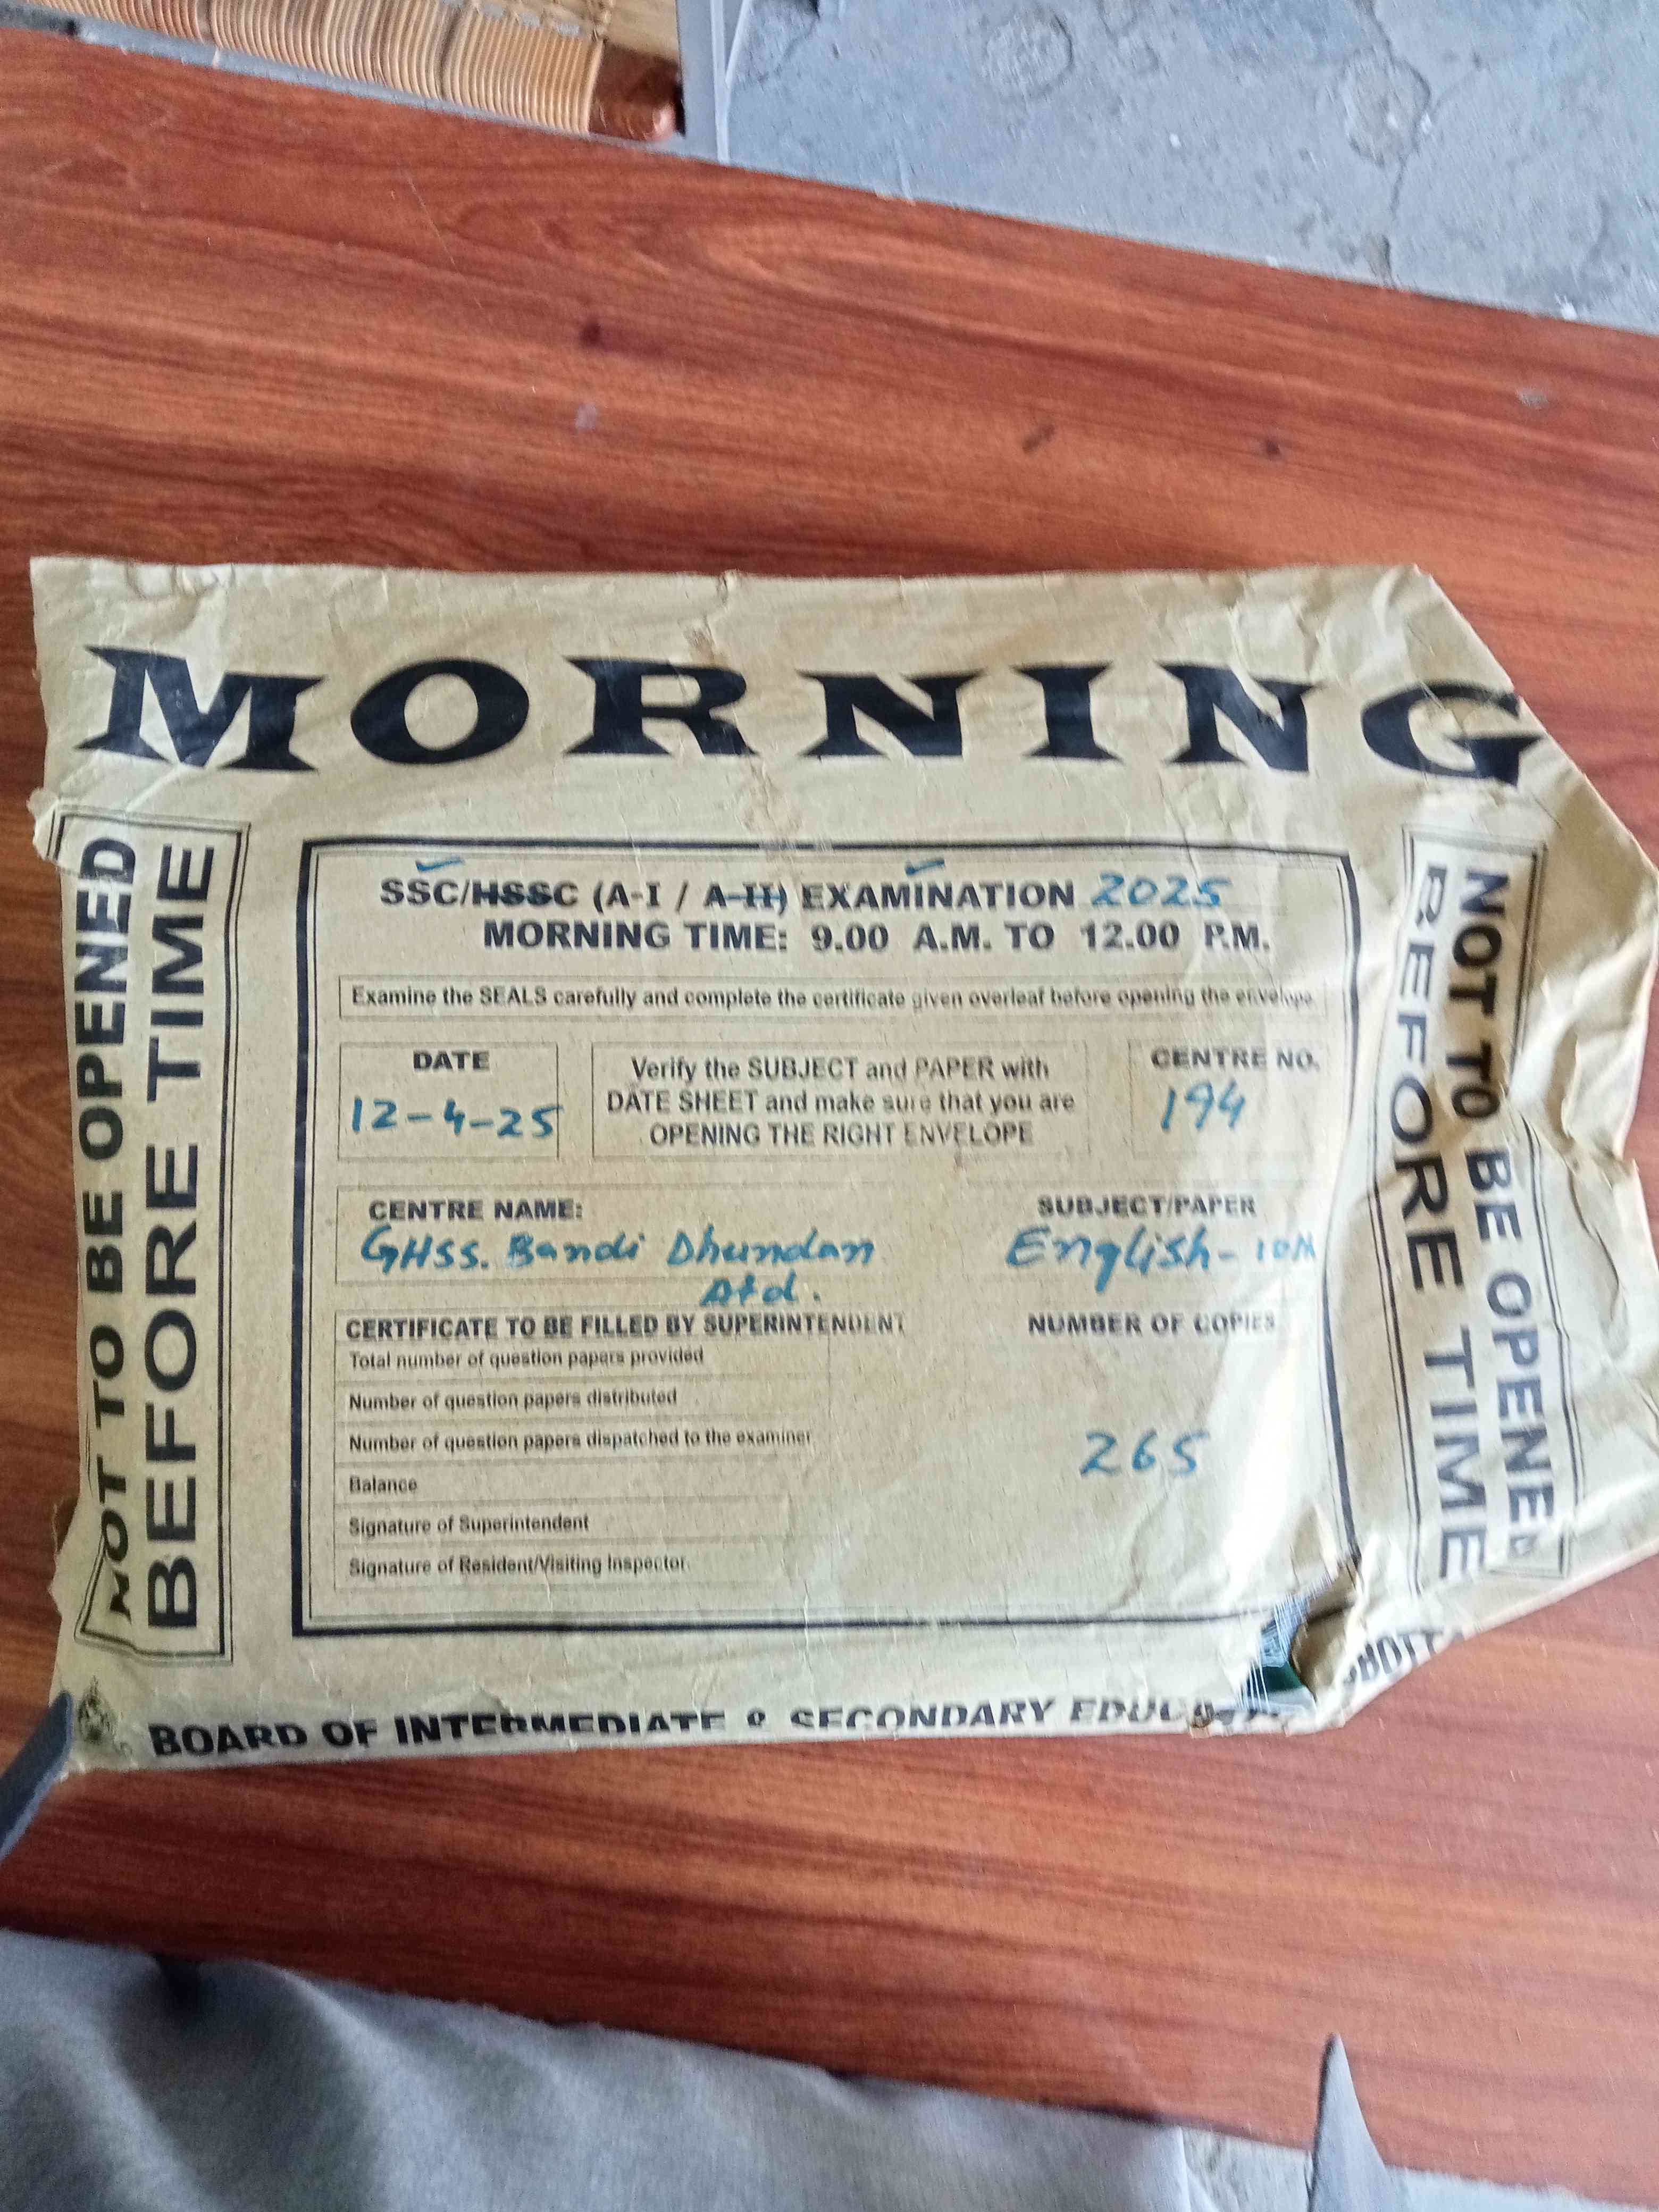 MORNING
NOT TO BE OPENED
BEFORE TIME
SSC/HSSC (A-I / A-II) EXAMINATION 2025
MORNING TIME: 9.00 A.M. TO 12.00 P.M.
Examine the SEALS carefully and complete the certificate given overleaf before opening the envelope.
DATE
12-4-25
Verify the SUBJECT and PAPER with
DATE SHEET and make sure that you are
OPENING THE RIGHT ENVELOPE
CENTRE NO.
194
CENTRE NAME:
GHSS. Bandi Dhundan
Atd.
SUBJECT/PAPER
English-
CERTIFICATE TO BE FILLED BY SUPERINTENDENT
NUMBER OF COPIES
Total number of question papers provided
Number of question papers distributed
Number of question papers dispatched to the examiner
265
Balance
Signature of Superintendent
Signature of Resident/Visiting Inspector.
NOT TO BE OPENED
BEFORE TIME
BOARD OF INTERMEDIATE & SECONDARY